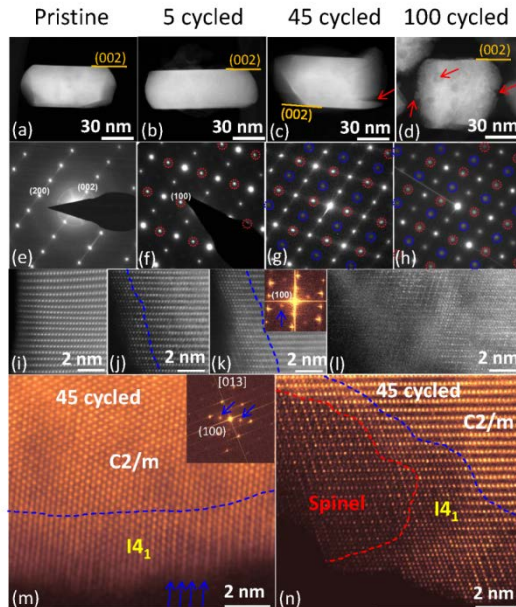 Pristine 5 cycled 45 cycled 100 cycled
(002) (002) (002) (002)
(a) 30 nm (b) 30 nm (c) 30 nm (d) 30 nm
(200) (002) (100)
(e) (f) (g) (h)
(100)
(i) 2 nm (j) 2 nm (k) 2 nm (l) 2 nm
45 cycled [013] 45 cycled
(100)
C2/m C2/m
Spinel
I4₁ I4₁
(m) 2 nm (n) 2 nm